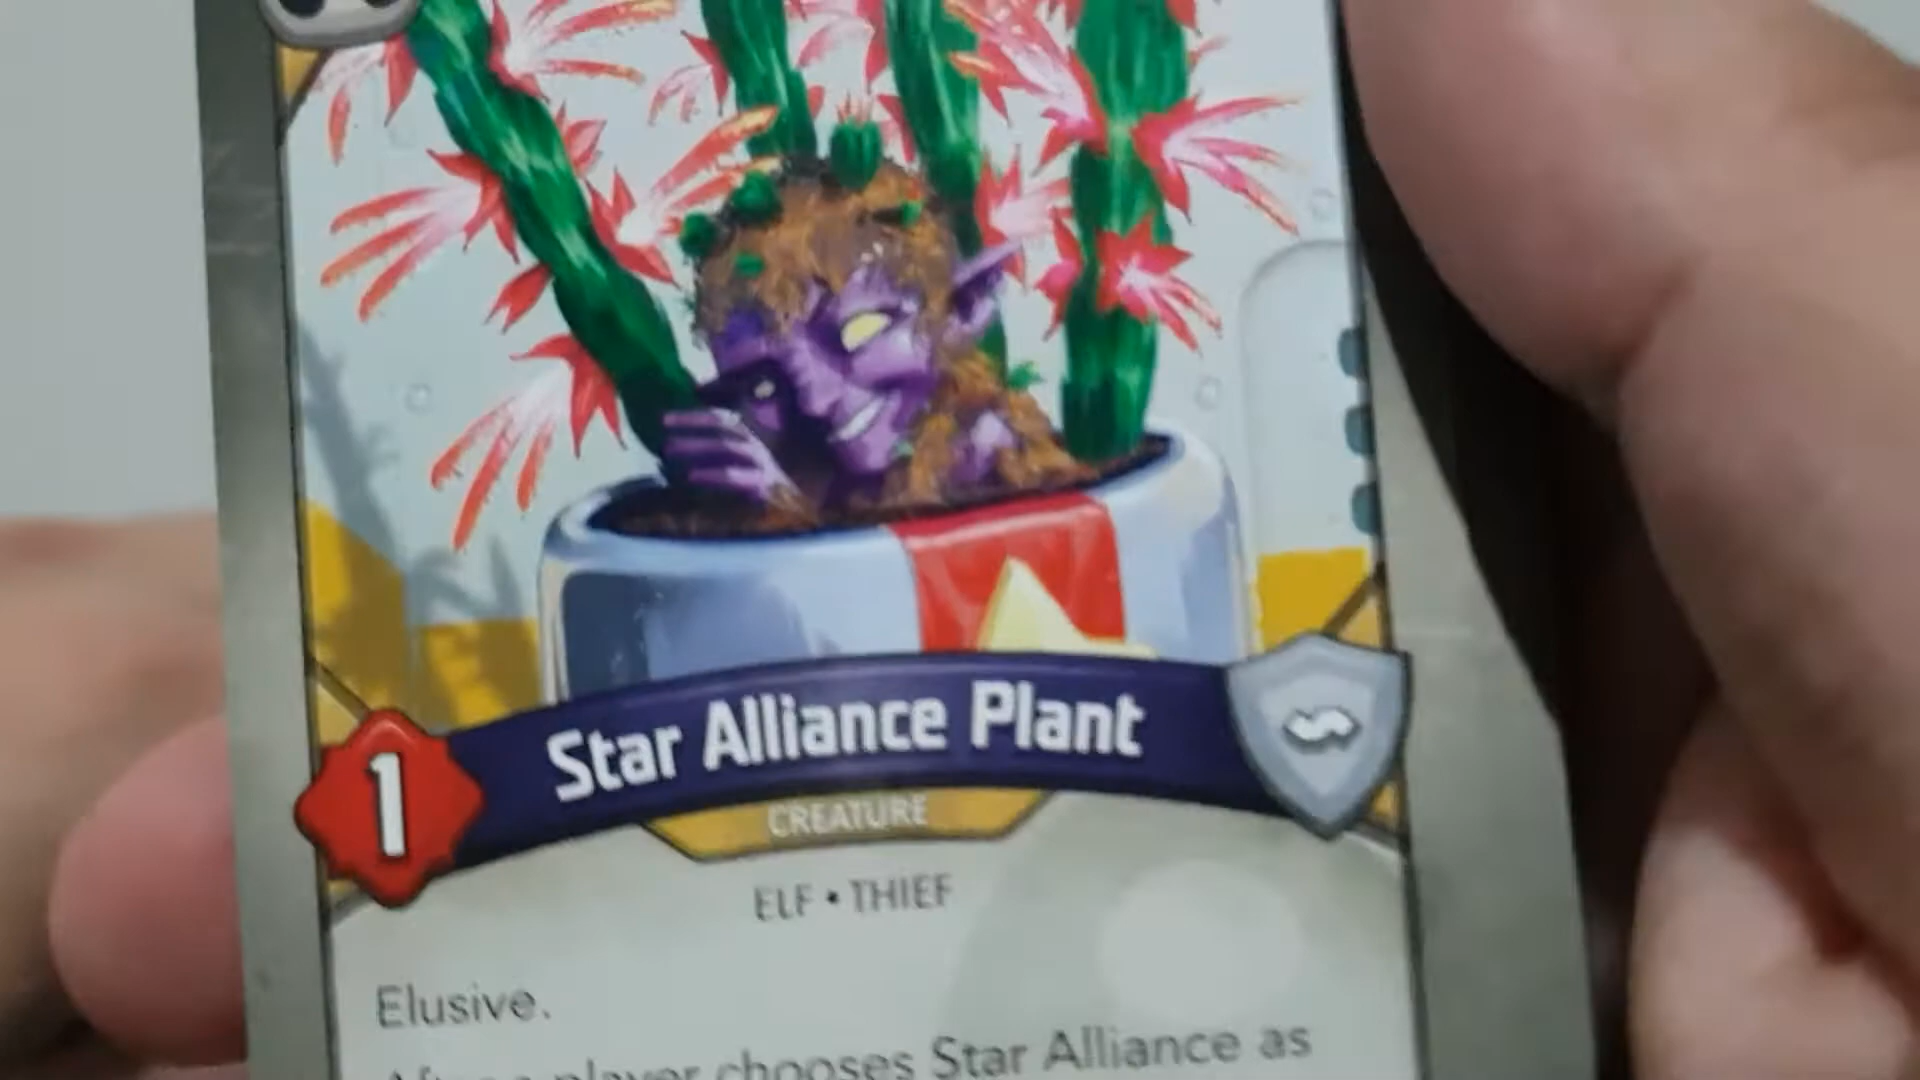 Star Alliance Plant
1
CREATURE
ELF • THIEF
Elusive.
player chooses Star Alliance as